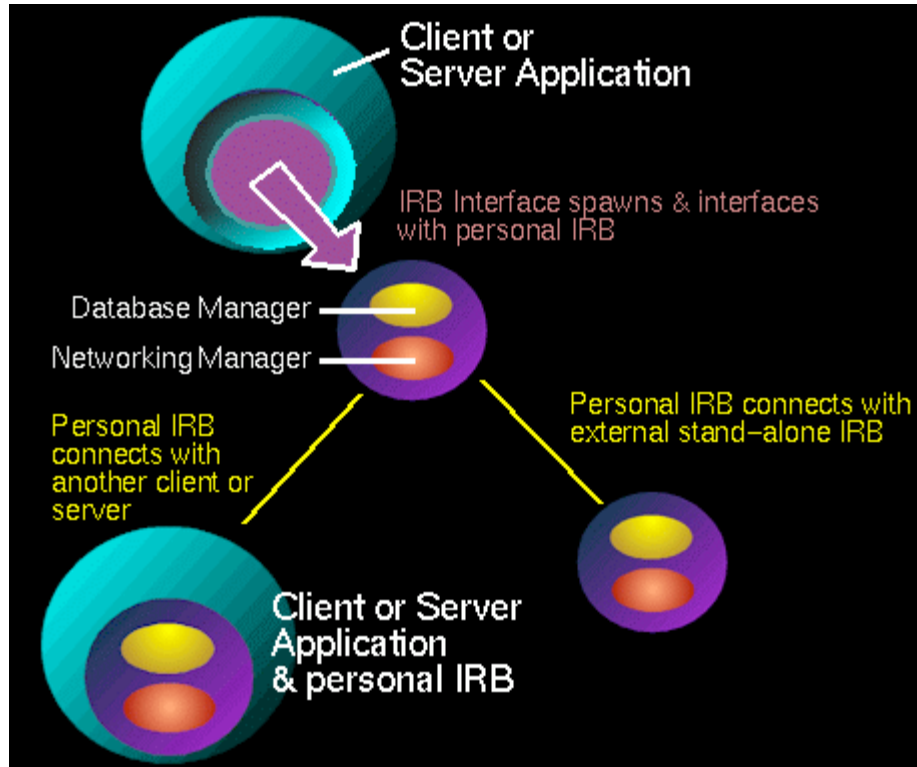 Client or
Server Application
IRB Interface spawns & interfaces
with personal IRB
Database Manager
Networking Manager
Personal IRB connects with
external stand-alone IRB
Personal IRB
connects with
another client or
server
Client or Server
Application
& personal IRB